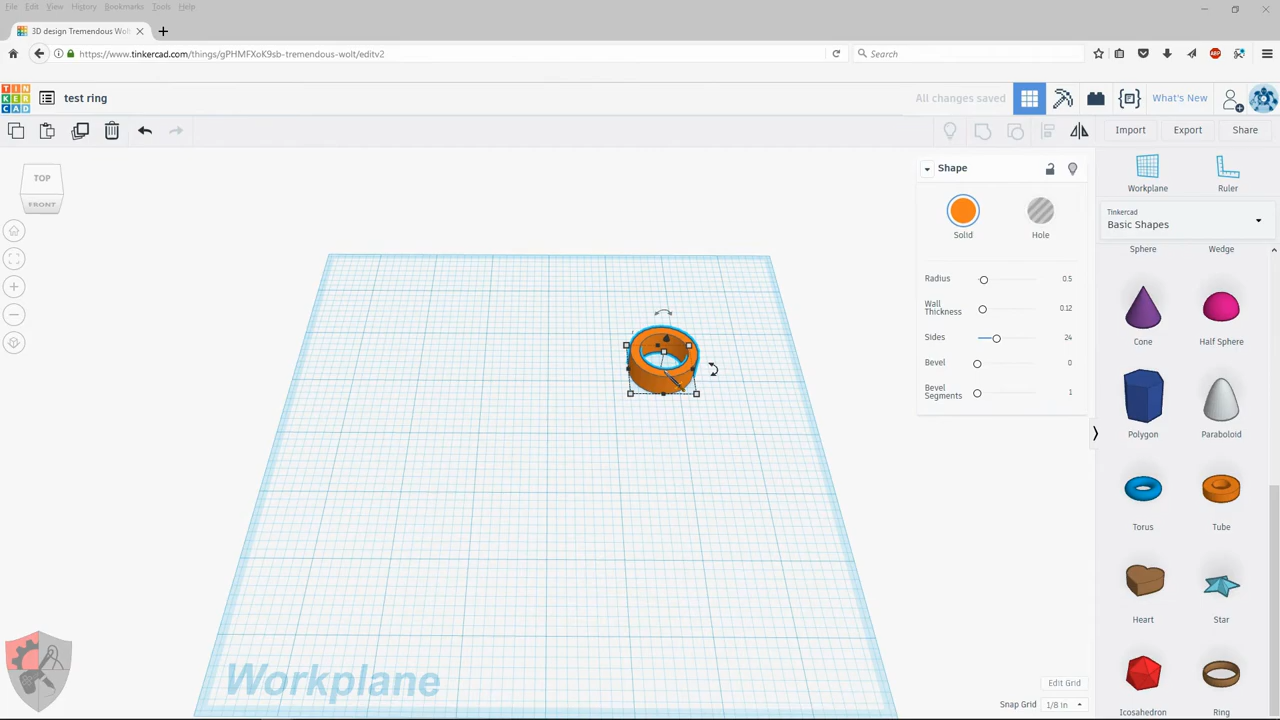 File Edit View History Bookmarks Tools Help
3D design Tremendous Wolt
https://www.tinkercad.com/things/gPHMFXoK9sb-tremendous-wolt/editv2
Search
ABP
TIN
KER
CAD
test ring
All changes saved
What's New
Import Export Share
TOP
FRONT
Shape
Solid Hole
Radius 0.5
Wall
Thickness 0.12
Sides 24
Bevel 0
Bevel
Segments 1
Workplane Ruler
Tinkercad
Basic Shapes
Sphere Wedge
Cone Half Sphere
Polygon Paraboloid
Torus Tube
Heart Star
Icosahedron Ring
Workplane
Edit Grid
Snap Grid 1/8 in